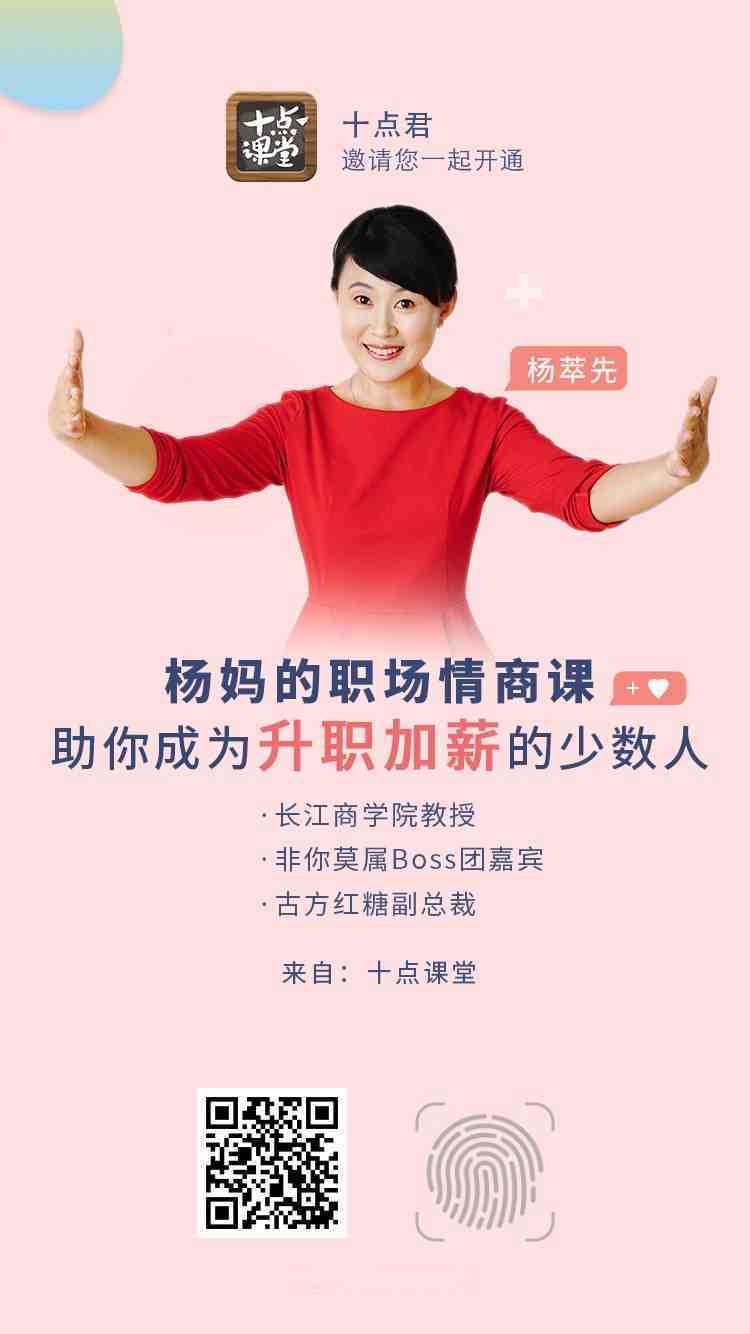 十点
课堂
十点君
邀请您一起开通
杨萃先
杨妈的职场情商课
助你成为升职加薪的少数人
·长江商学院教授
·非你莫属Boss团嘉宾
·古方红糖副总裁
来自：十点课堂